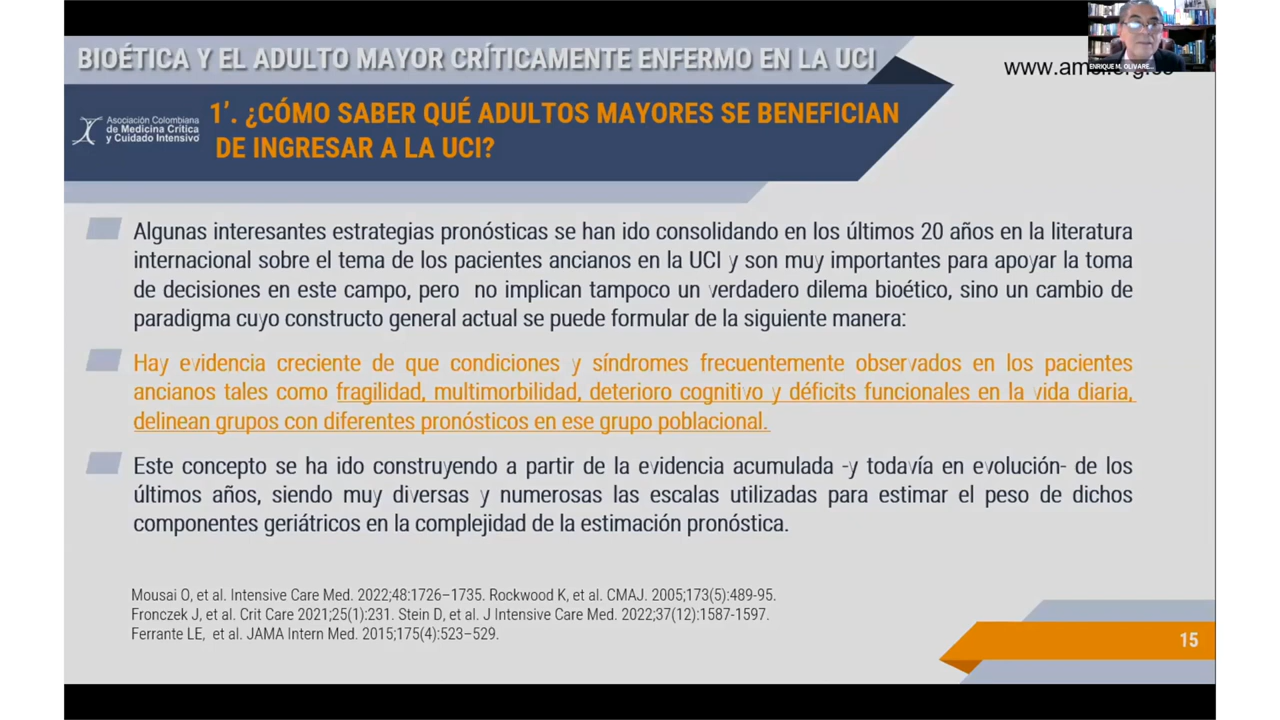 BIOÉTICA Y EL ADULTO MAYOR CRÍTICAMENTE ENFERMO EN LA UCI
ENRIQUE M. OLIVARE...
Asociación Colombiana
de Medicina Crítica
y Cuidado Intensivo
1’. ¿CÓMO SABER QUÉ ADULTOS MAYORES SE BENEFICIAN
DE INGRESAR A LA UCI?
Algunas interesantes estrategias pronósticas se han ido consolidando en los últimos 20 años en la literatura
internacional sobre el tema de los pacientes ancianos en la UCI y son muy importantes para apoyar la toma
de decisiones en este campo, pero no implican tampoco un verdadero dilema bioético, sino un cambio de
paradigma cuyo constructo general actual se puede formular de la siguiente manera:
Hay evidencia creciente de que condiciones y síndromes frecuentemente observados en los pacientes
ancianos tales como fragilidad, multimorbilidad, deterioro cognitivo y déficits funcionales en la vida diaria,
delinean grupos con diferentes pronósticos en ese grupo poblacional.
Este concepto se ha ido construyendo a partir de la evidencia acumulada -y todavía en evolución- de los
últimos años, siendo muy diversas y numerosas las escalas utilizadas para estimar el peso de dichos
componentes geriátricos en la complejidad de la estimación pronóstica.
Mousai O, et al. Intensive Care Med. 2022;48:1726–1735. Rockwood K, et al. CMAJ. 2005;173(5):489-95.
Fronczek J, et al. Crit Care 2021;25(1):231. Stein D, et al. J Intensive Care Med. 2022;37(12):1587-1597.
Ferrante LE, et al. JAMA Intern Med. 2015;175(4):523–529.
15